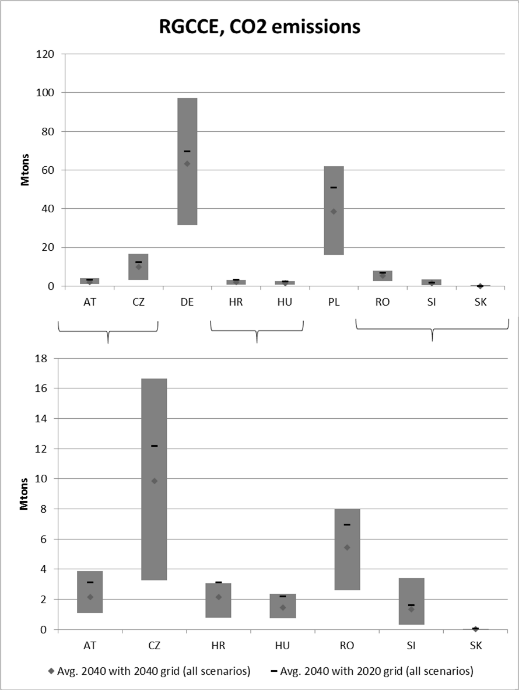 RGCCE, CO2 emissions
120
100
80
60
40
20
0
Mtons
AT CZ DE HR HU PL RO SI SK
18
16
14
12
10
8
6
4
2
0
Mtons
AT CZ HR HU RO SI SK
Avg. 2040 with 2040 grid (all scenarios) Avg. 2040 with 2020 grid (all scenarios)